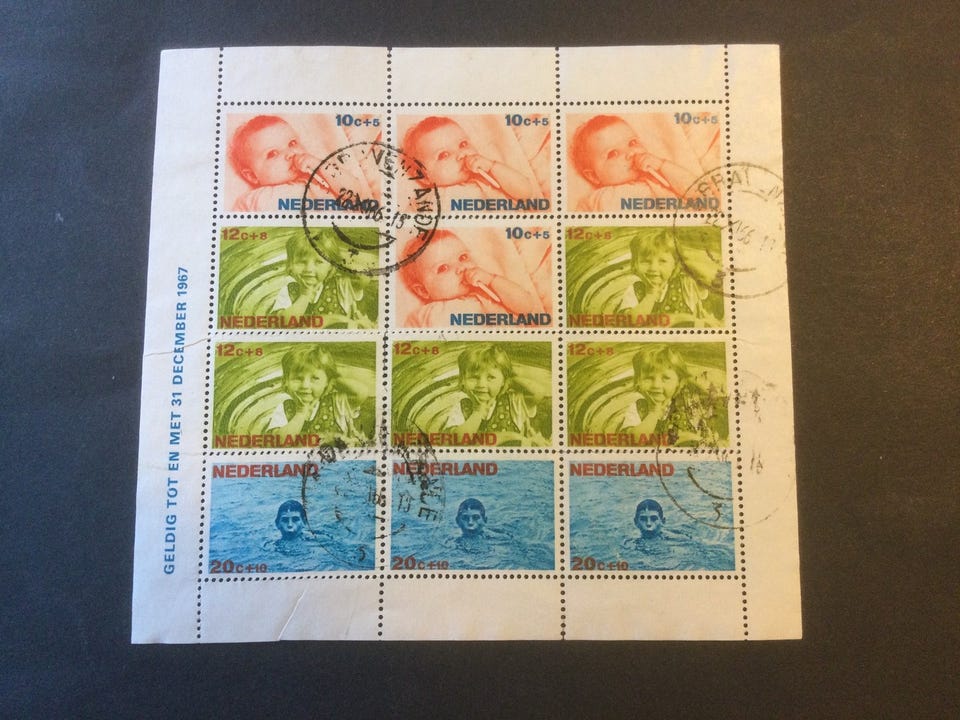 10c+5
NEDERLAND
10c+5
NEDERLAND
10c+5
NEDERLAND
12c+8
NEDERLAND
10c+5
NEDERLAND
12c+8
NEDERLAND
12c+8
NEDERLAND
12c+8
NEDERLAND
12c+8
NEDERLAND
NEDERLAND
20c+10
NEDERLAND
20c+10
NEDERLAND
20c+10
GELDIG TOT EN MET 31 DECEMBER 1967